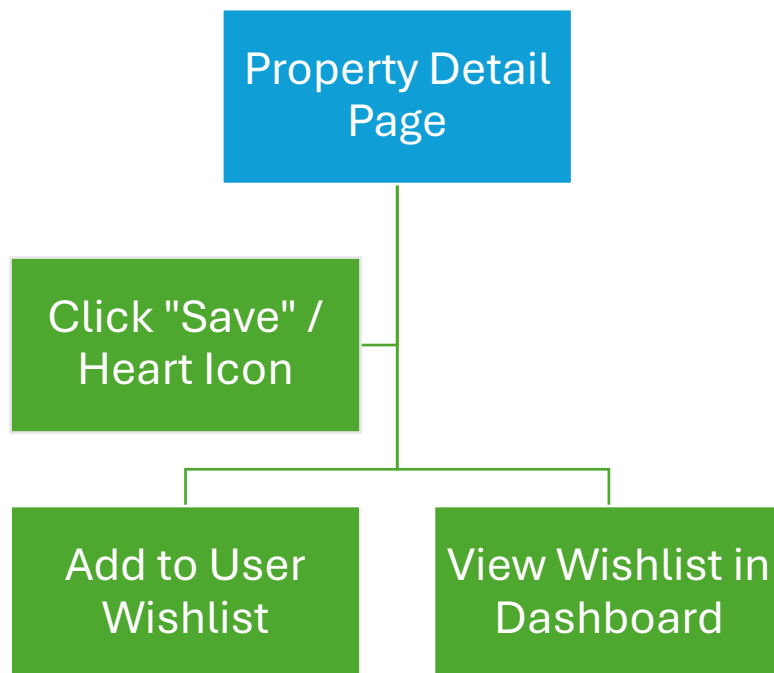 Property Detail
Page
Click "Save" /
Heart Icon
Add to User
Wishlist
View Wishlist in
Dashboard